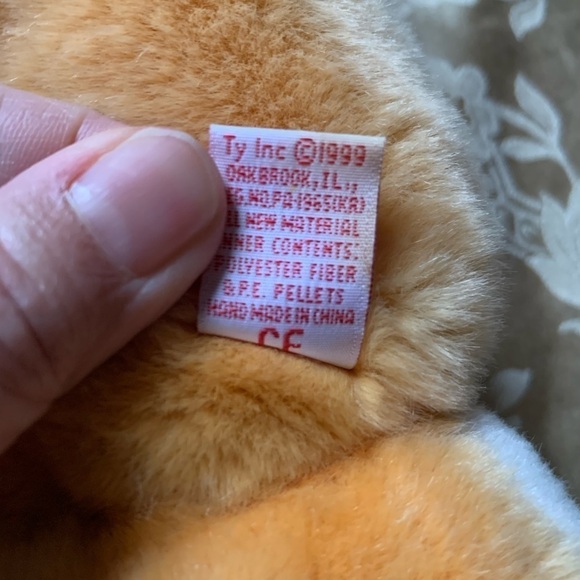 Ty Inc ©1999
OAKBROOK, IL.,
G.NO.PA-1965(KR)
NEW MATERIAL
NNER CONTENTS:
POLYESTER FIBER
& P.E. PELLETS
HAND MADE IN CHINA
CE